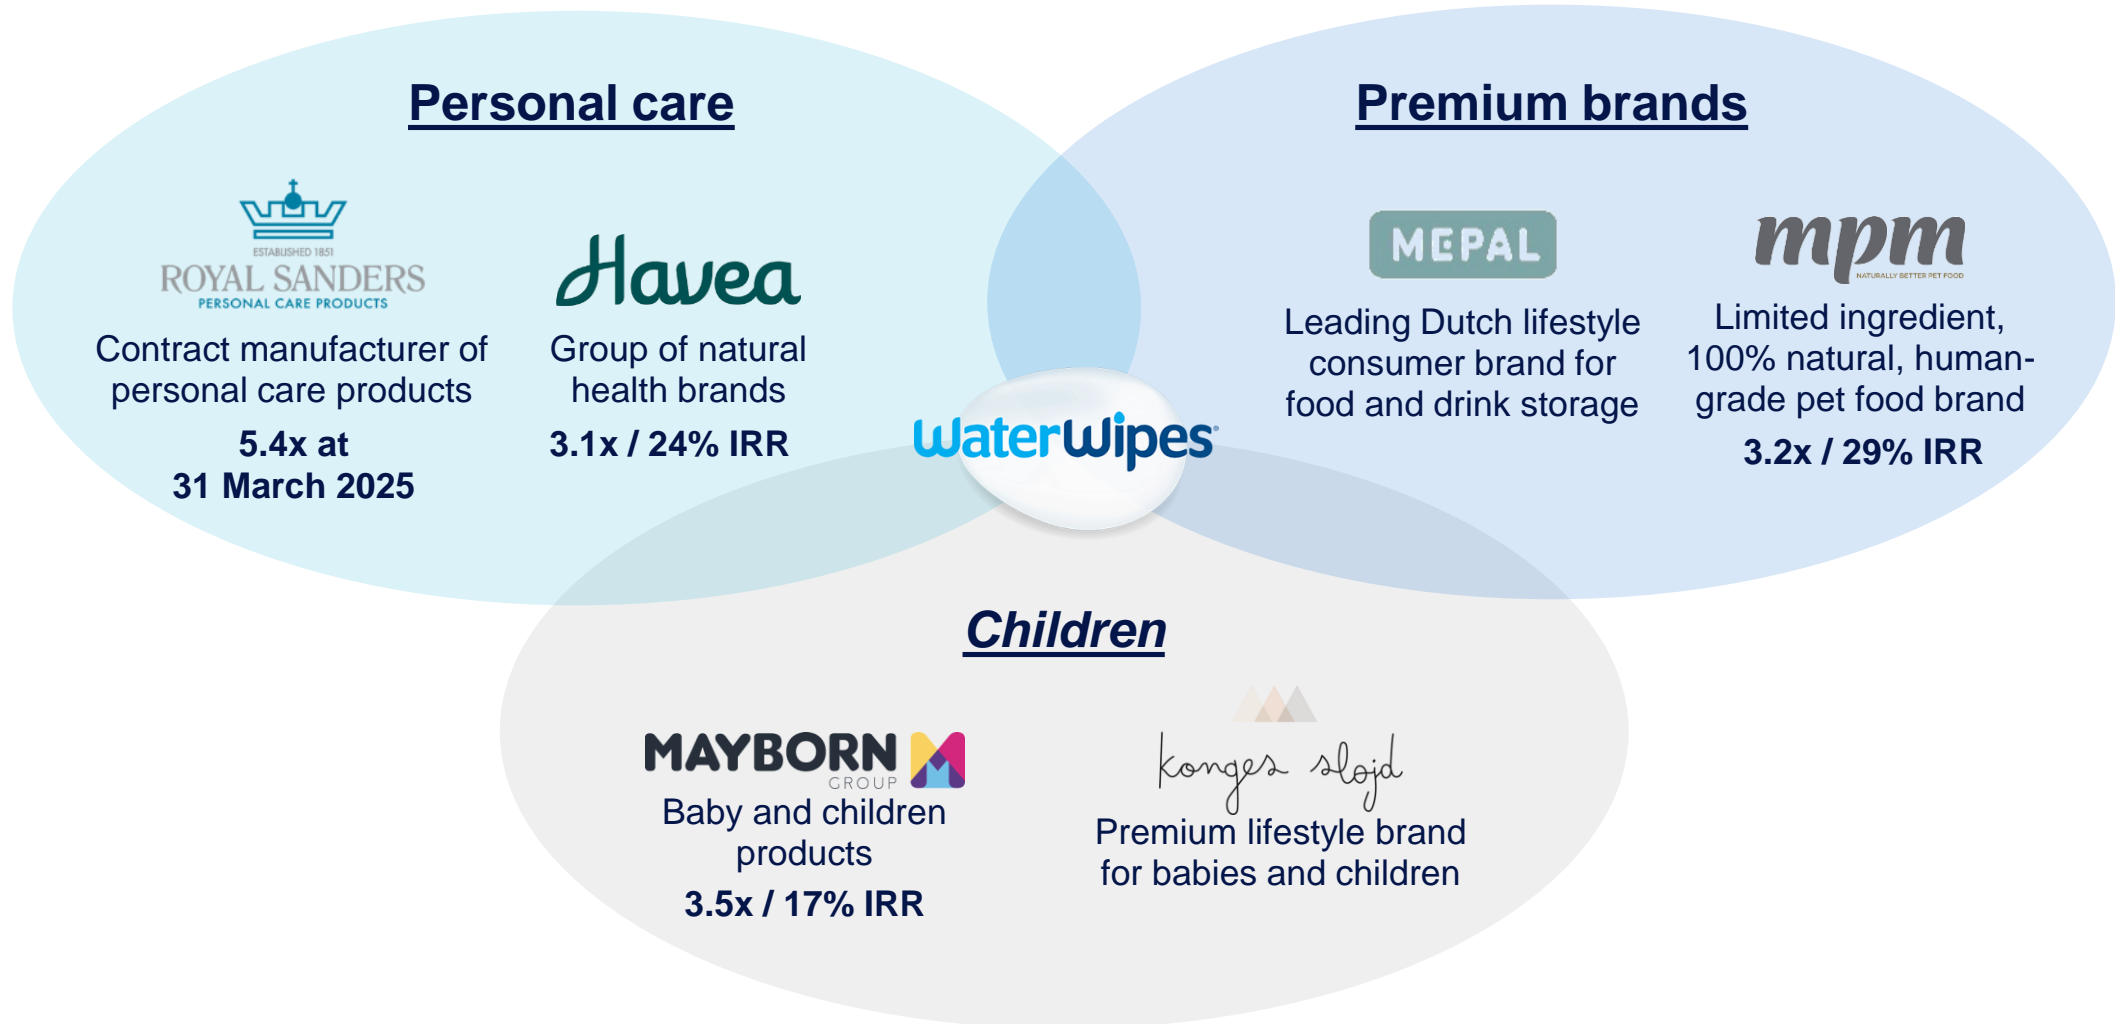 Personal care
ESTABLISHED 1851
ROYAL SANDERS
PERSONAL CARE PRODUCTS
Contract manufacturer of
personal care products
5.4x at
31 March 2025
Havea
Group of natural
health brands
3.1x / 24% IRR
Premium brands
MEPAL
Leading Dutch lifestyle
consumer brand for
food and drink storage
mpm
NATURALLY BETTER PET FOOD
Limited ingredient,
100% natural, human-
grade pet food brand
3.2x / 29% IRR
WaterWipes
Children
MAYBORN
GROUP
Baby and children
products
3.5x / 17% IRR
konges sløjd
Premium lifestyle brand
for babies and children